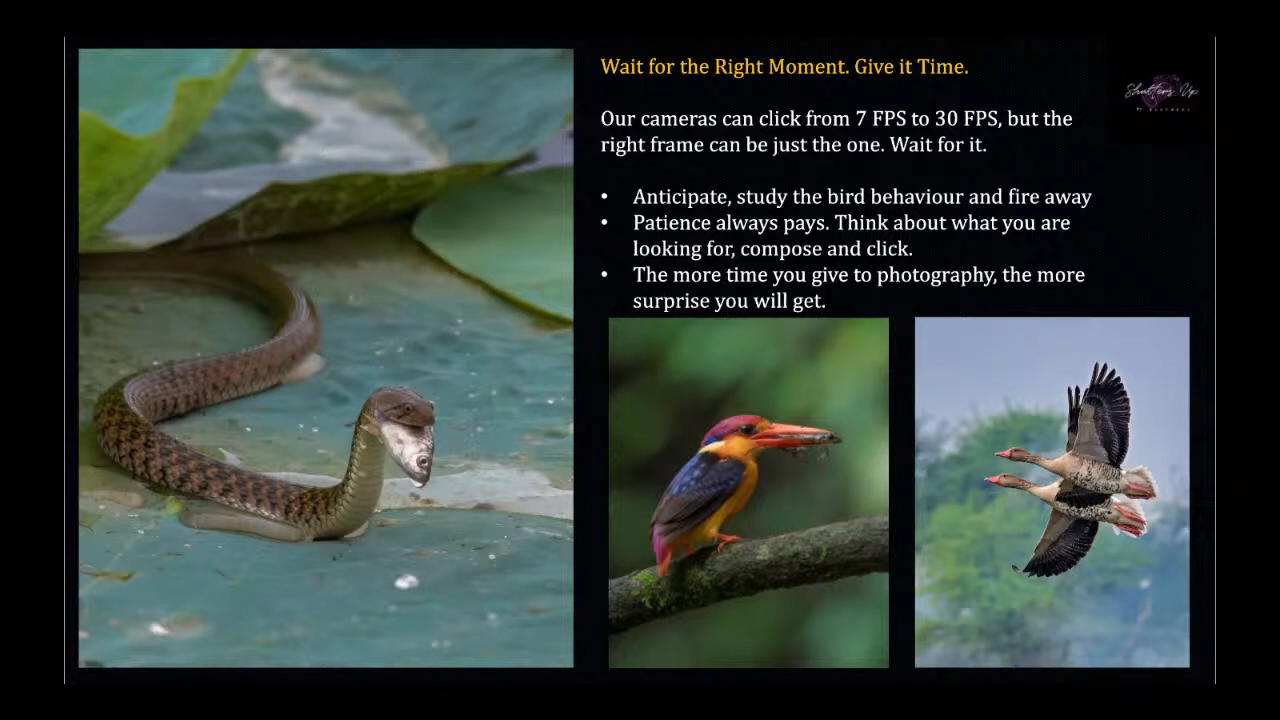 Wait for the Right Moment. Give it Time.
Shutters Up
Our cameras can click from 7 FPS to 30 FPS, but the
right frame can be just the one. Wait for it.
• Anticipate, study the bird behaviour and fire away
• Patience always pays. Think about what you are
looking for, compose and click.
• The more time you give to photography, the more
surprise you will get.